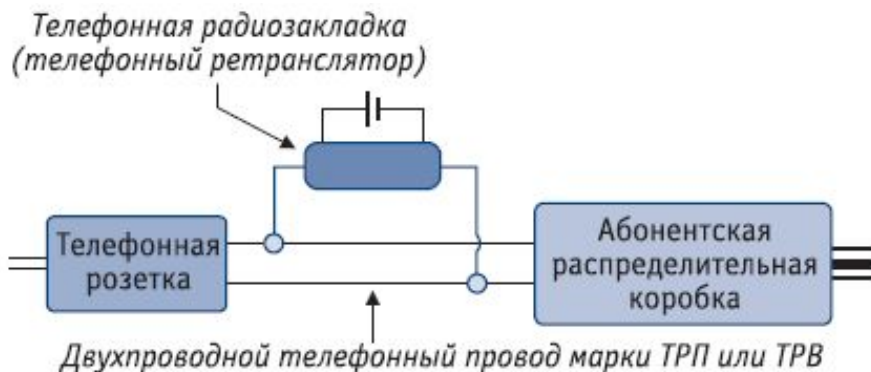 Телефонная радиозакладка
(телефонный ретранслятор)
Телефонная
розетка
Абонентская
распределительная
коробка
Двухпроводной телефонный провод марки ТРП или ТРВ